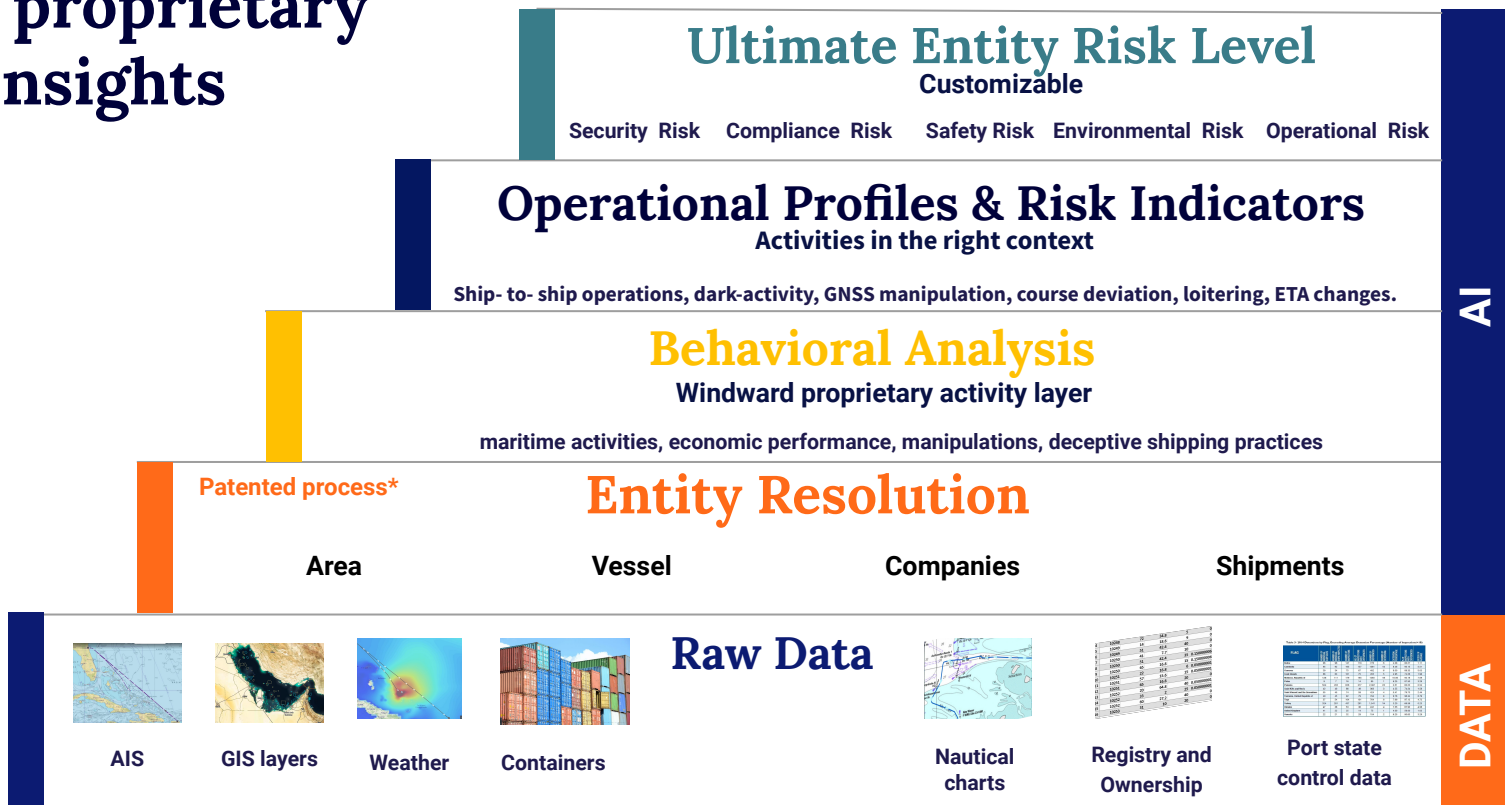 proprietary
nsights
Ultimate Entity Risk Level
Customizable
Security Risk Compliance Risk Safety Risk Environmental Risk Operational Risk
Operational Profiles & Risk Indicators
Activities in the right context
Ship- to- ship operations, dark-activity, GNSS manipulation, course deviation, loitering, ETA changes.
AI
Behavioral Analysis
Windward proprietary activity layer
maritime activities, economic performance, manipulations, deceptive shipping practices
Patented process*
Entity Resolution
Area Vessel Companies Shipments
Raw Data
DATA
AIS GIS layers Weather Containers
Nautical
charts
Registry and
Ownership
Port state
control data